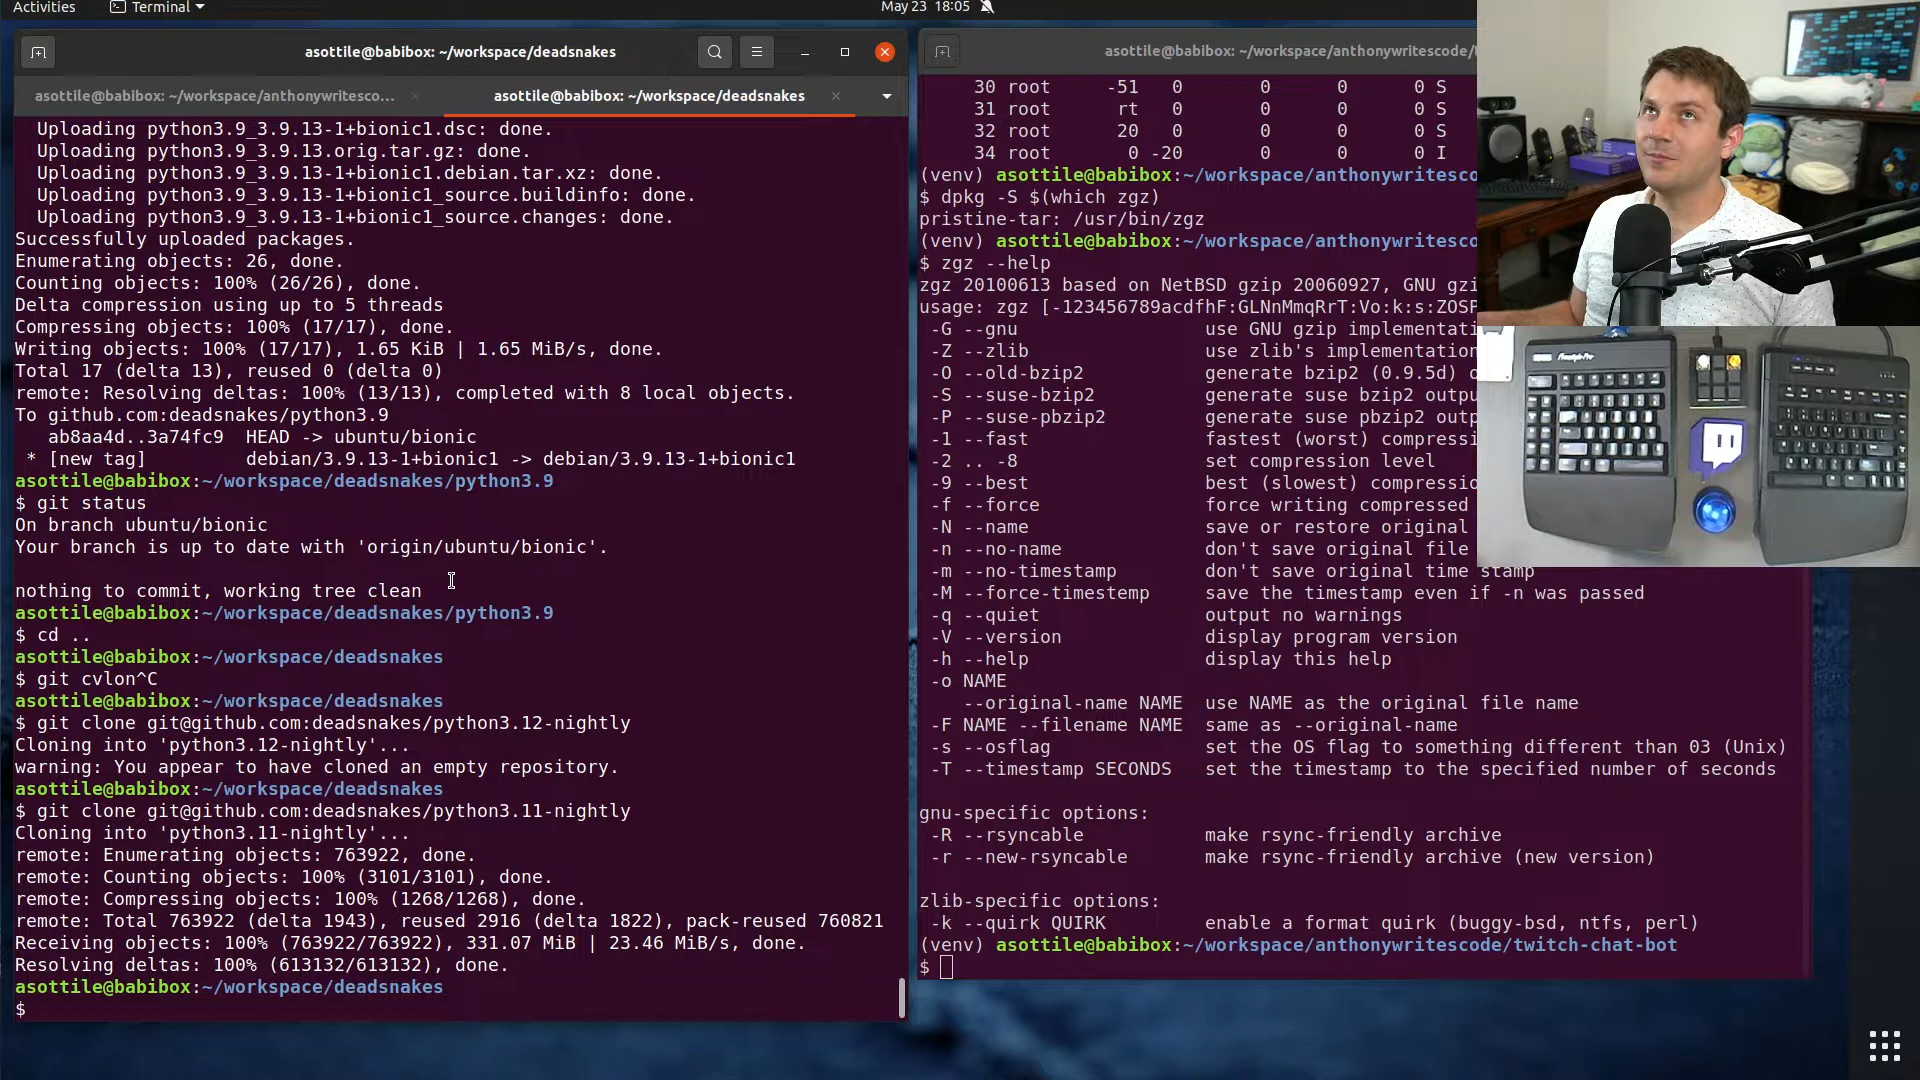 Activities
Terminal
May 23 18:05
asottile@babibox: ~/workspace/deadsnakes
asottile@babibox: ~/workspace/anthonywritesco...
asottile@babibox: ~/workspace/deadsnakes
Uploading python3.9_3.9.13-1+bionic1.dsc: done.
Uploading python3.9_3.9.13.orig.tar.gz: done.
Uploading python3.9_3.9.13-1+bionic1.debian.tar.xz: done.
Uploading python3.9_3.9.13-1+bionic1_source.buildinfo: done.
Uploading python3.9_3.9.13-1+bionic1_source.changes: done.
Successfully uploaded packages.
Enumerating objects: 26, done.
Counting objects: 100% (26/26), done.
Delta compression using up to 5 threads
Compressing objects: 100% (17/17), done.
Writing objects: 100% (17/17), 1.65 KiB | 1.65 MiB/s, done.
Total 17 (delta 13), reused 0 (delta 0)
remote: Resolving deltas: 100% (13/13), completed with 8 local objects.
To github.com:deadsnakes/python3.9
ab8aa4d..3a74fc9  HEAD -> ubuntu/bionic
* [new tag]         debian/3.9.13-1+bionic1 -> debian/3.9.13-1+bionic1
asottile@babibox:~/workspace/deadsnakes/python3.9
$ git status
On branch ubuntu/bionic
Your branch is up to date with 'origin/ubuntu/bionic'.
nothing to commit, working tree clean
asottile@babibox:~/workspace/deadsnakes/python3.9
$ cd ..
asottile@babibox:~/workspace/deadsnakes
$ git cvlon^C
asottile@babibox:~/workspace/deadsnakes
$ git clone git@github.com:deadsnakes/python3.12-nightly
Cloning into 'python3.12-nightly'...
warning: You appear to have cloned an empty repository.
asottile@babibox:~/workspace/deadsnakes
$ git clone git@github.com:deadsnakes/python3.11-nightly
Cloning into 'python3.11-nightly'...
remote: Enumerating objects: 763922, done.
remote: Counting objects: 100% (3101/3101), done.
remote: Compressing objects: 100% (1268/1268), done.
remote: Total 763922 (delta 1943), reused 2916 (delta 1822), pack-reused 760821
Receiving objects: 100% (763922/763922), 331.07 MiB | 23.46 MiB/s, done.
Resolving deltas: 100% (613132/613132), done.
asottile@babibox:~/workspace/deadsnakes
$
asottile@babibox: ~/workspace/anthonywritescode/
30 root     -51   0       0      0      0 S
31 root      rt   0       0      0      0 S
32 root      20   0       0      0      0 S
34 root       0 -20       0      0      0 I
(venv) asottile@babibox:~/workspace/anthonywritesco
$ dpkg -S $(which zgz)
pristine-tar: /usr/bin/zgz
(venv) asottile@babibox:~/workspace/anthonywritesco
$ zgz --help
zgz 20100613 based on NetBSD gzip 20060927, GNU gzi
usage: zgz [-123456789acdfhF:GLNnMmqRrT:Vo:k:s:ZOSP
-G --gnu                 use GNU gzip implementati
-Z --zlib                use zlib's implementation
-O --old-bzip2           generate bzip2 (0.9.5d) o
-S --suse-bzip2          generate suse bzip2 outpu
-P --suse-pbzip2         generate suse pbzip2 outp
-1 --fast                fastest (worst) compressi
-2 .. -8                 set compression level
-9 --best                best (slowest) compressio
-f --force               force writing compressed
-N --name                save or restore original
-n --no-name             don't save original file
-m --no-timestamp        don't save original time stamp
-M --force-timestemp     save the timestamp even if -n was passed
-q --quiet               output no warnings
-V --version             display program version
-h --help                display this help
-o NAME
--original-name NAME  use NAME as the original file name
-F NAME --filename NAME  same as --original-name
-s --osflag              set the OS flag to something different than 03 (Unix)
-T --timestamp SECONDS   set the timestamp to the specified number of seconds
gnu-specific options:
-R --rsyncable           make rsync-friendly archive
-r --new-rsyncable       make rsync-friendly archive (new version)
zlib-specific options:
-k --quirk QUIRK         enable a format quirk (buggy-bsd, ntfs, perl)
(venv) asottile@babibox:~/workspace/anthonywritescode/twitch-chat-bot
$